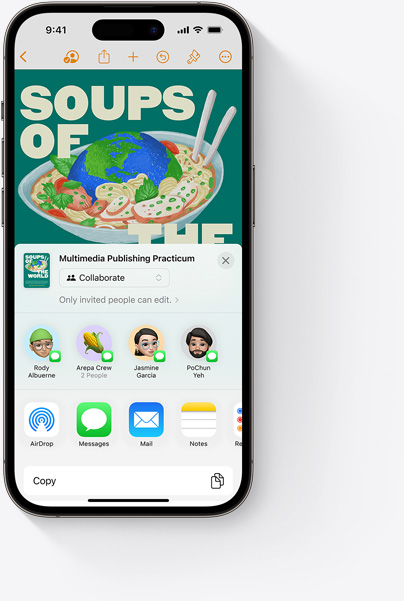 9:41
SOUPS
OF
THE
SOUPS
OF
THE
WORLD
Multimedia Publishing Practicum
Collaborate
Only invited people can edit.
Rody
Albuerne
Arepa Crew
2 People
Jasmine
Garcia
PoChun
Yeh
AirDrop
Messages
Mail
Notes
Re
Copy